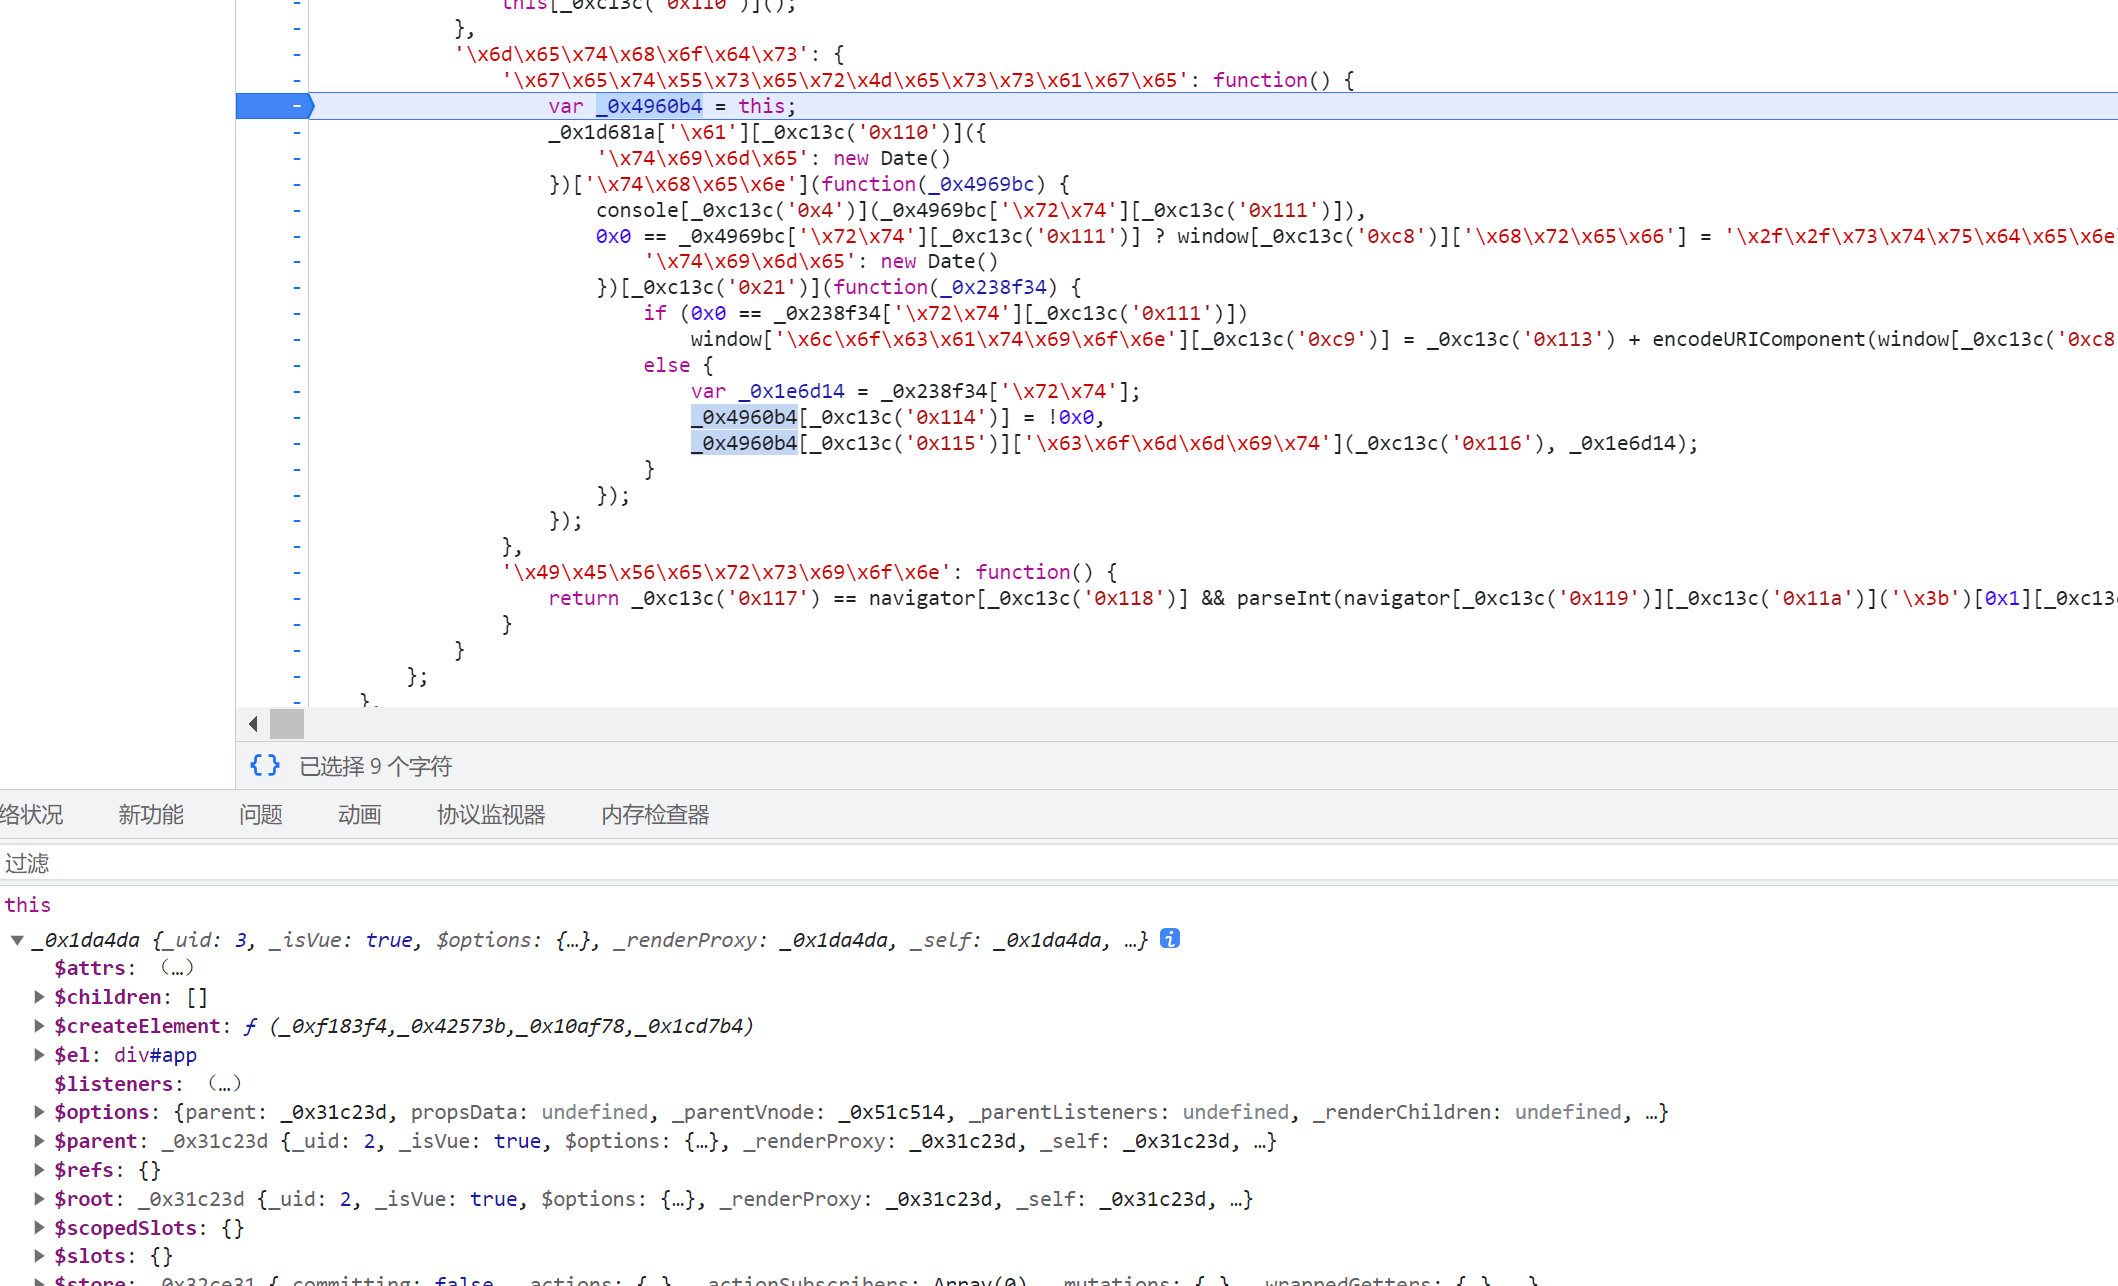 this[_0xc13c('0x110')]();
},
'\x6d\x65\x74\x68\x6f\x64\x73': {
'\x67\x65\x74\x55\x73\x65\x72\x4d\x65\x73\x73\x61\x67\x65': function() {
var _0x4960b4 = this;
_0x1d681a['\x61'][_0xc13c('0x110')]({
'\x74\x69\x6d\x65': new Date()
})['\x74\x68\x65\x6e'](function(_0x4969bc) {
console[_0xc13c('0x4')](_0x4969bc['\x72\x74'][_0xc13c('0x111')]),
0x0 == _0x4969bc['\x72\x74'][_0xc13c('0x111')] ? window[_0xc13c('0xc8')]['\x68\x72\x65\x66'] = '\x2f\x2f\x73\x74\x75\x64\x65\x6e
'\x74\x69\x6d\x65': new Date()
})[_0xc13c('0x21')](function(_0x238f34) {
if (0x0 == _0x238f34['\x72\x74'][_0xc13c('0x111')])
window['\x6c\x6f\x63\x61\x74\x69\x6f\x6e'][_0xc13c('0xc9')] = _0xc13c('0x113') + encodeURIComponent(window[_0xc13c('0xc8
else {
var _0x1e6d14 = _0x238f34['\x72\x74'];
_0x4960b4[_0xc13c('0x114')] = !0x0,
_0x4960b4[_0xc13c('0x115')]['\x63\x6f\x6d\x6d\x69\x74'](_0xc13c('0x116'), _0x1e6d14);
}
});
});
},
'\x49\x45\x56\x65\x72\x73\x69\x6f\x6e': function() {
return _0xc13c('0x117') == navigator[_0xc13c('0x118')] && parseInt(navigator[_0xc13c('0x119')][_0xc13c('0x11a')]('\x3b')[0x1][_0xc13c
}
}
};
},
{} 已选择 9 个字符
络状况 新功能 问题 动画 协议监视器 内存检查器
过滤
this
_0x1da4da {_uid: 3, _isVue: true, $options: {…}, _renderProxy: _0x1da4da, _self: _0x1da4da, …}
$attrs: （…）
$children: []
$createElement: ƒ (_0xf183f4,_0x42573b,_0x10af78,_0x1cd7b4)
$el: div#app
$listeners: （…）
$options: {parent: _0x31c23d, propsData: undefined, _parentVnode: _0x51c514, _parentListeners: undefined, _renderChildren: undefined, …}
$parent: _0x31c23d {_uid: 2, _isVue: true, $options: {…}, _renderProxy: _0x31c23d, _self: _0x31c23d, …}
$refs: {}
$root: _0x31c23d {_uid: 2, _isVue: true, $options: {…}, _renderProxy: _0x31c23d, _self: _0x31c23d, …}
$scopedSlots: {}
$slots: {}
$store: _0x32ce31 {_committing: false, _actions: {…}, _actionSubscribers: Array(0), _mutations: {…}, _wrappedGetters: {…}, …}